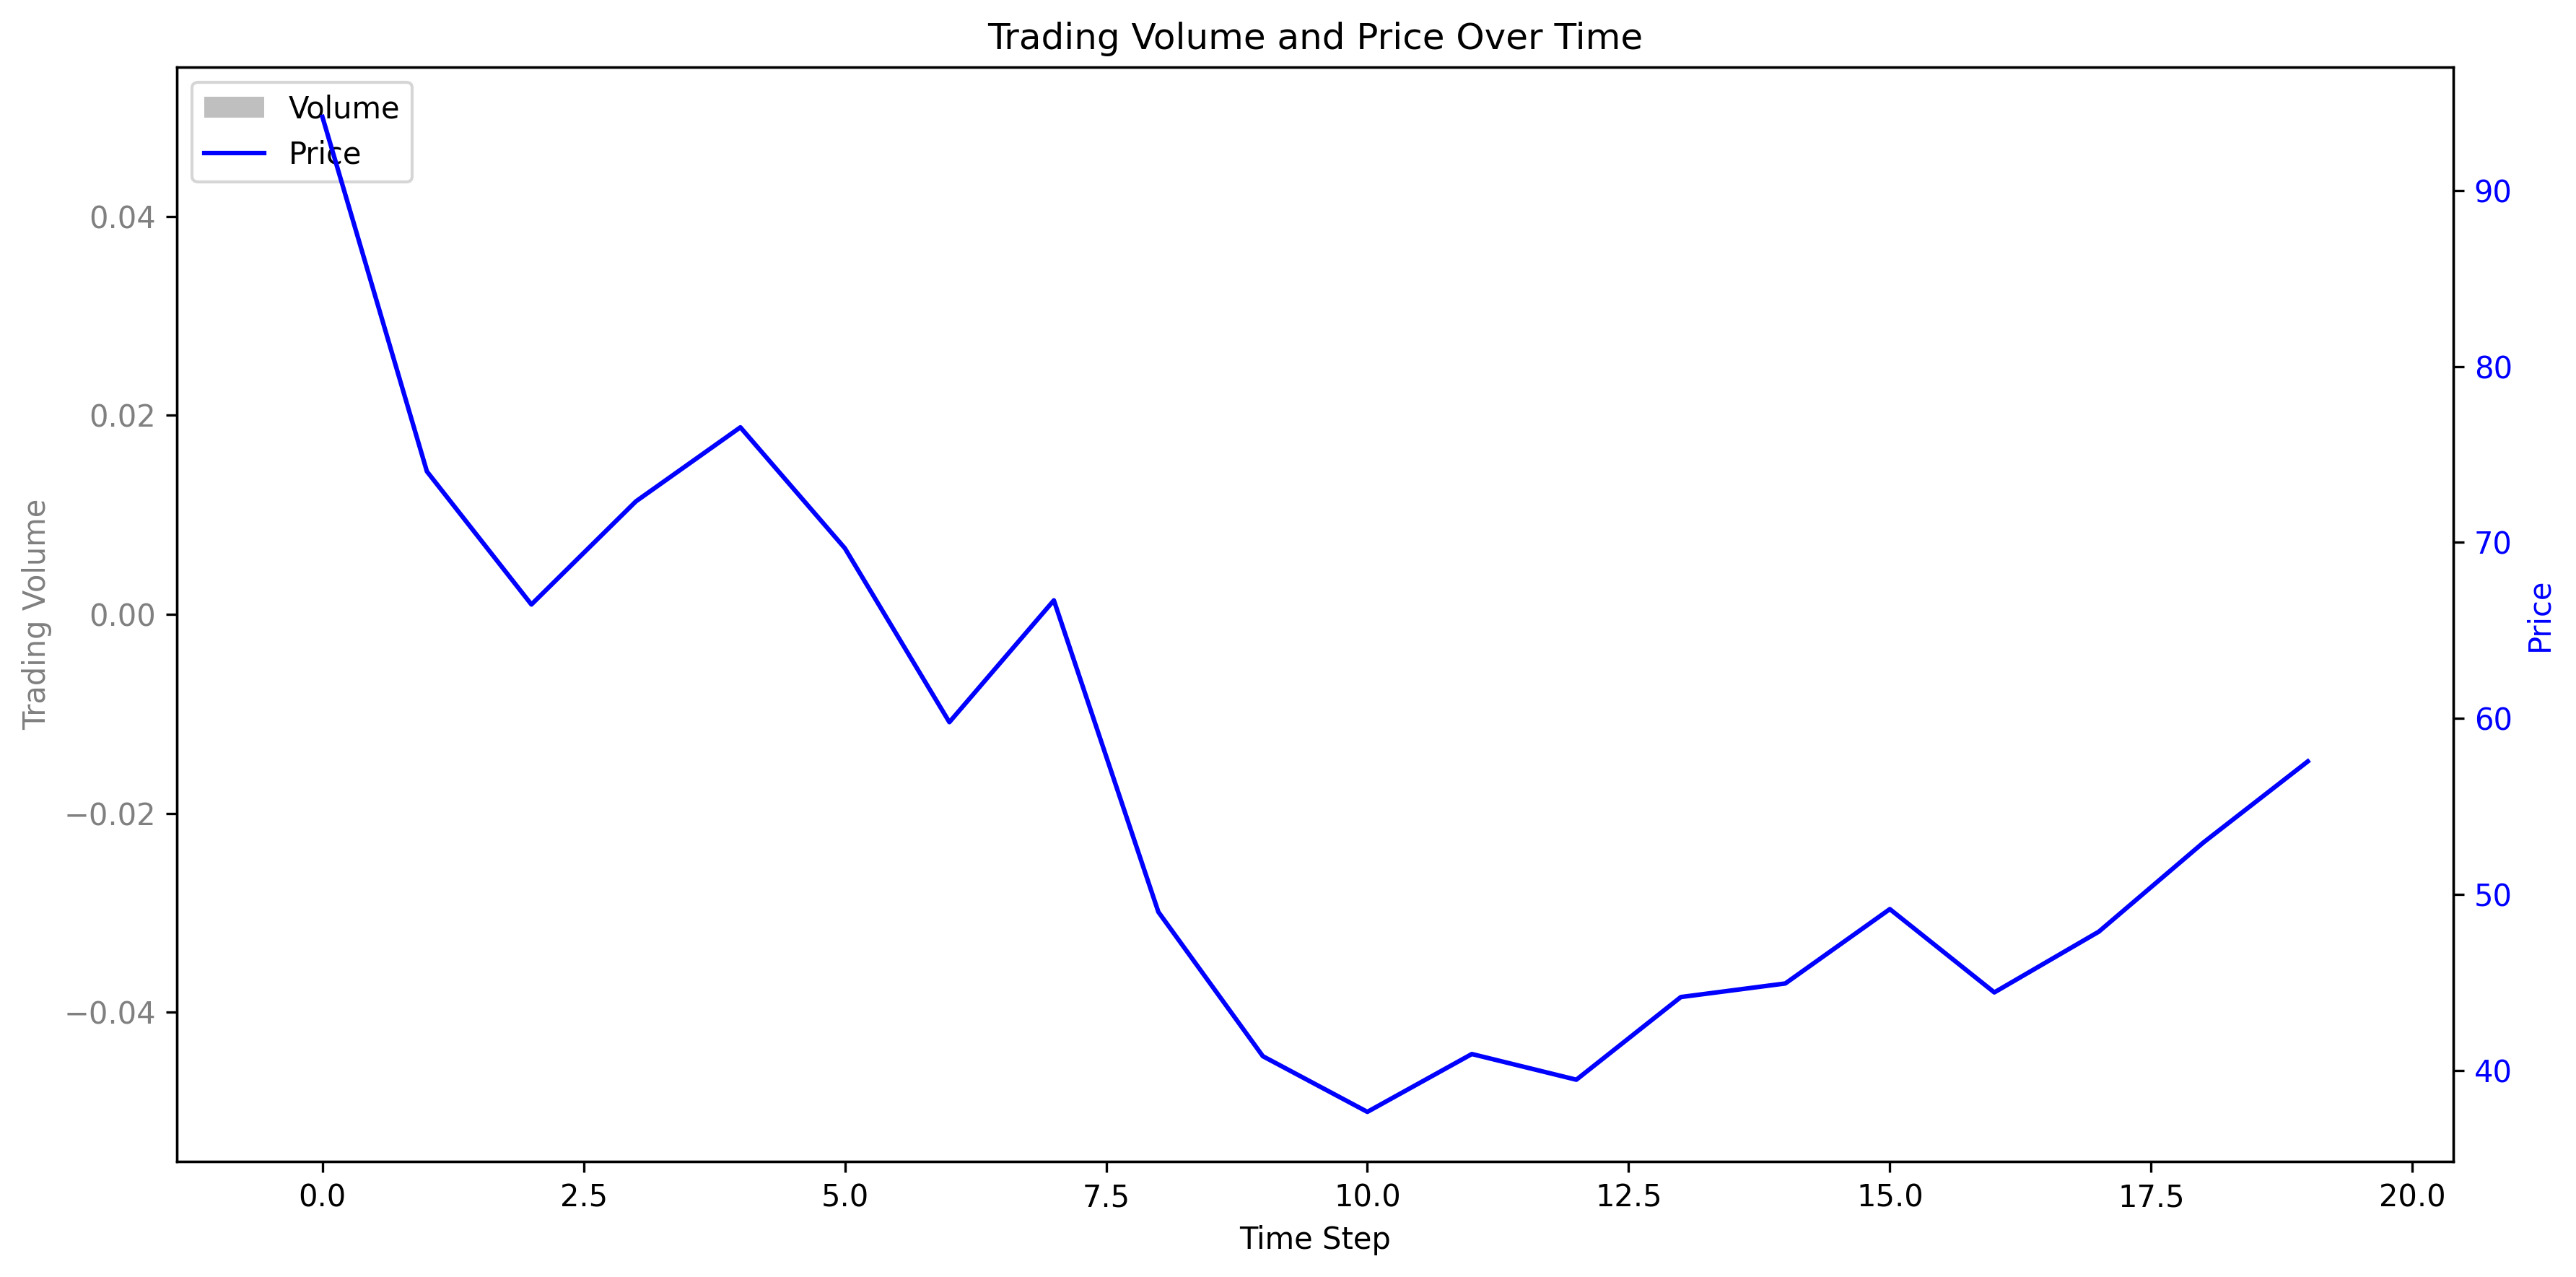 Trading Volume and Price Over Time
Volume
Price
0.04
0.02
0.00
−0.02
−0.04
Trading Volume
90
80
70
60
50
40
Price
0.0 2.5 5.0 7.5 10.0 12.5 15.0 17.5 20.0
Time Step